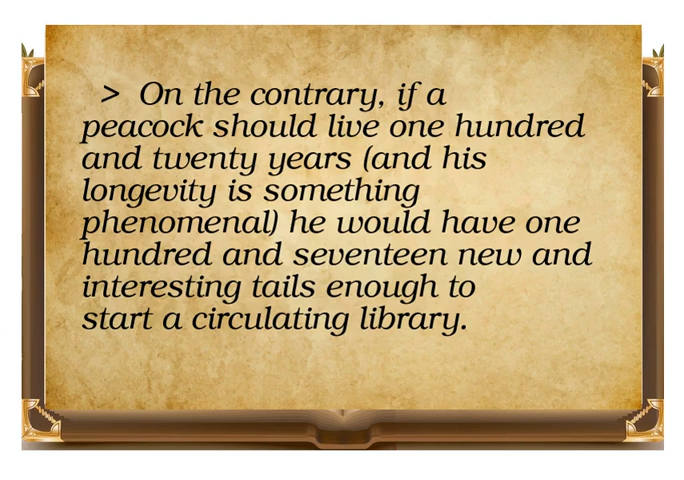 > On the contrary, if a
peacock should live one hundred
and twenty years (and his
longevity is something
phenomenal) he would have one
hundred and seventeen new and
interesting tails enough to
start a circulating library.